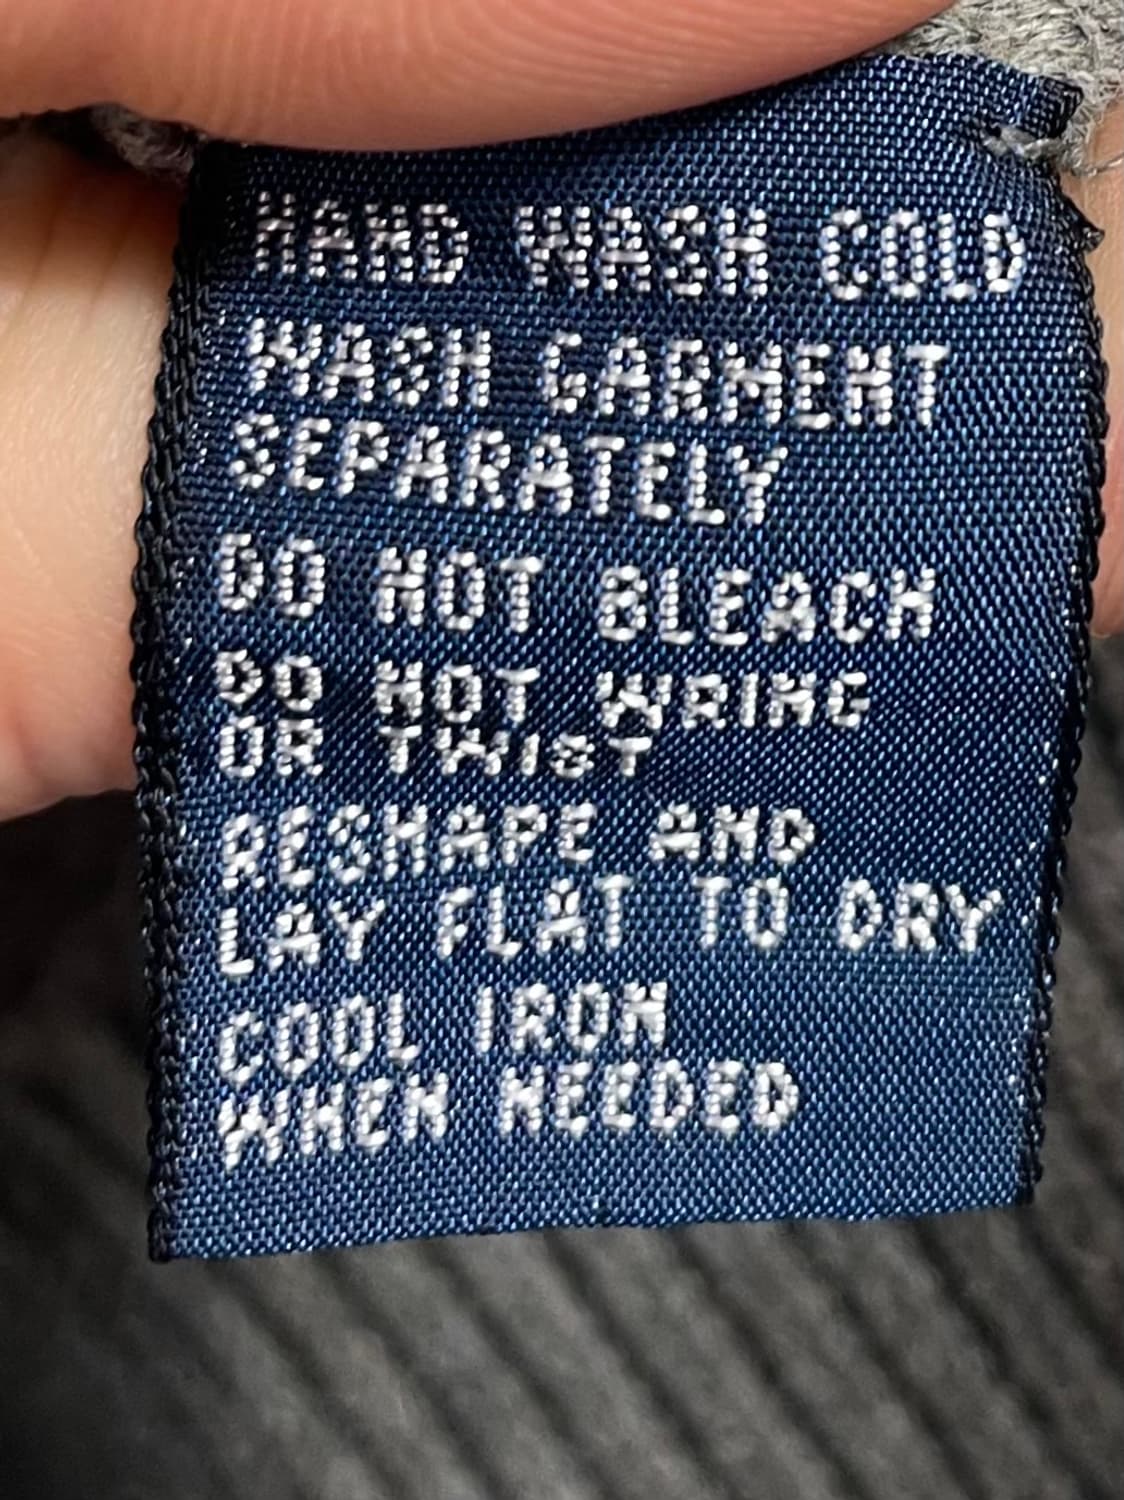 HAND WASH COLD
WASH GARMENT
SEPARATELY
DO NOT BLEACH
DO NOT WRING
OR TWIST
RESHAPE AND
LAY FLAT TO DRY
COOL IRON
WHEN NEEDED